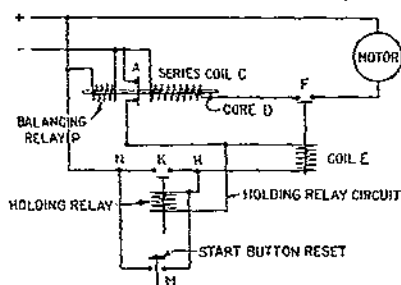 +
−
A
SERIES COIL C
MOTOR
F
CORE D
BALANCING
RELAY B
COIL E
N K H
HOLDING RELAY
HOLDING RELAY CIRCUIT
START BUTTON RESET
M